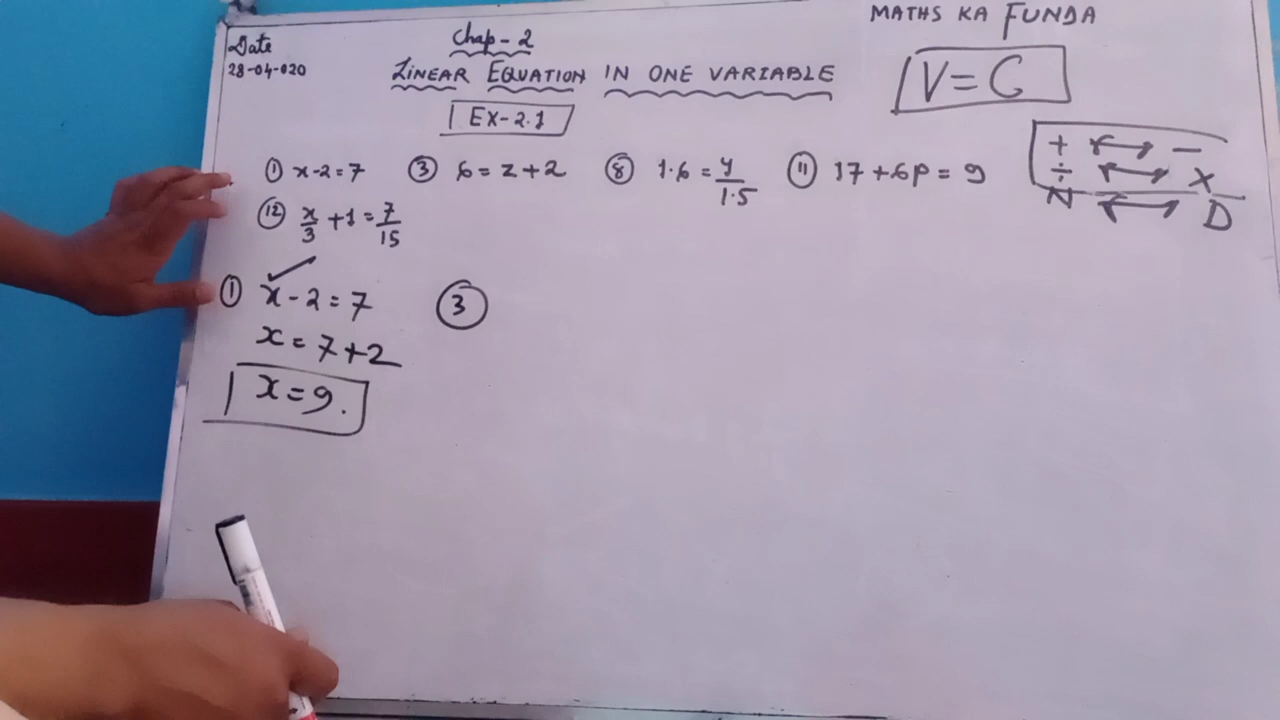 MATHS KA FUNDA
Date
28-04-020
Chap-2
LINEAR EQUATION IN ONE VARIABLE
V=C
EX-2.1
① x-2=7 ③ 6=z+2 ⑧ 1.6=y/1.5 ⑪ 17+6p=9
⑫ x/3+1=7/15
+ ↔ −
÷ ↔ ×
N ↔ D
① x-2=7
x=7+2
x=9.
③